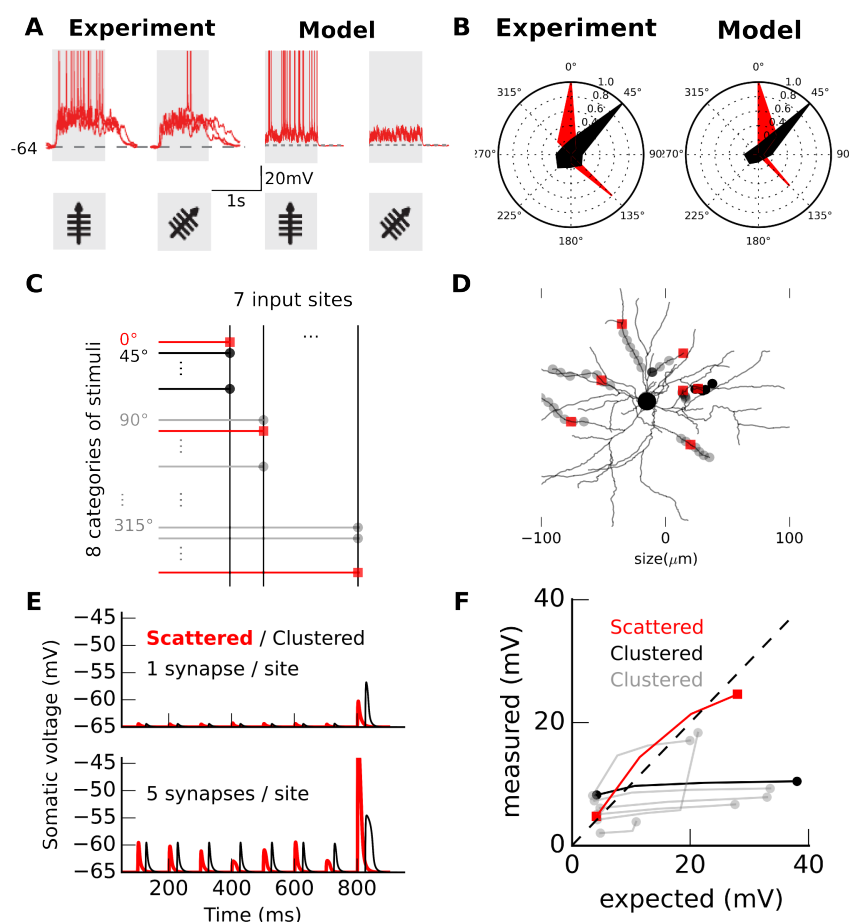 A Experiment Model
-64
20mV
1s
B Experiment Model
0° 45° 90° 135° 180° 225° 270° 315°
1.0 0.8 0.6 0.4
0° 45° 90 135° 180° 225° 270° 315°
1.0 0.8 0.6 0.4
C
7 input sites
...
8 categories of stimuli
0°
45°
⋮
90°
⋮
⋮ ⋮
315°
⋮
D
−100 0 100
size(μm)
E
Somatic voltage (mV)
−45
−50
−55
−60
−65
Scattered / Clustered
1 synapse / site
−45
−50
−55
−60
−65
5 synapses / site
200 400 600 800
Time (ms)
F
measured (mV)
40
20
0
Scattered
Clustered
Clustered
0 20 40
expected (mV)